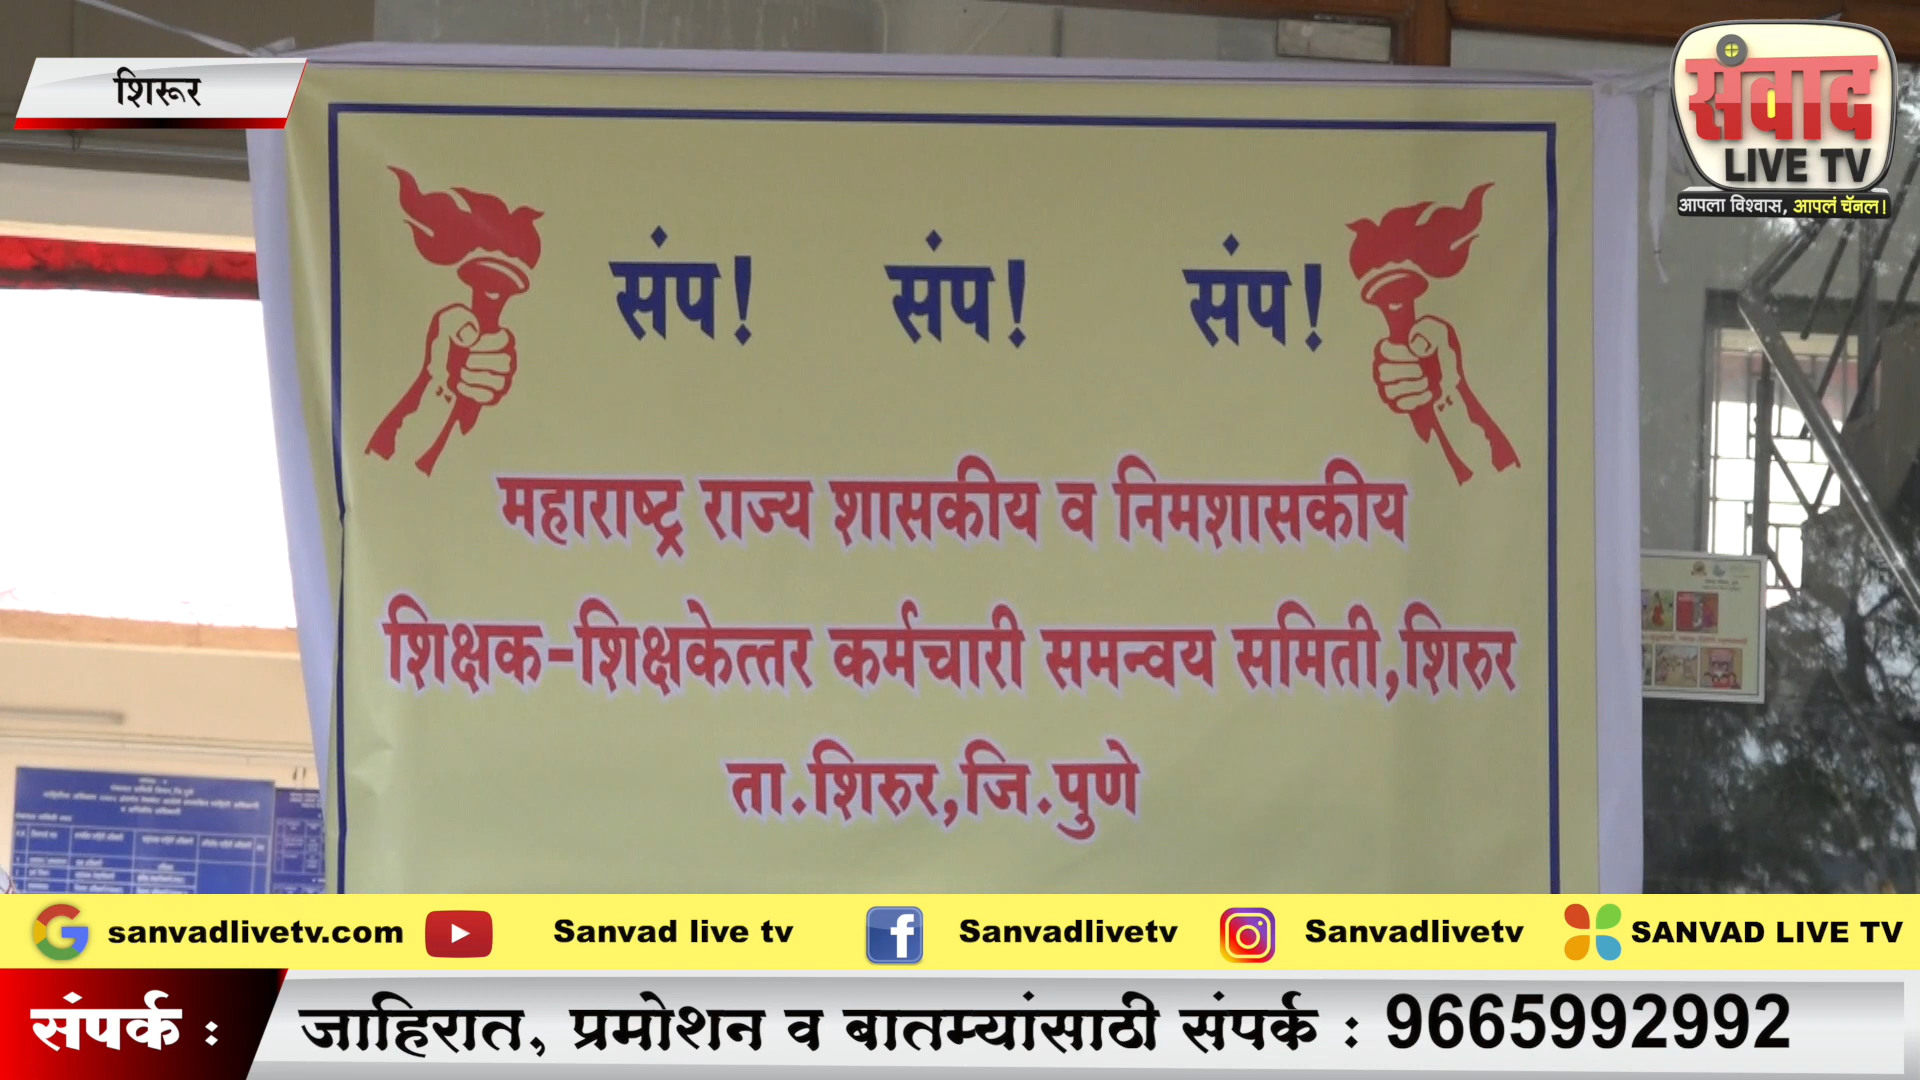 शिरूर
संवाद
LIVE TV
आपला विश्वास, आपलं चॅनल!
संप! संप! संप!
महाराष्ट्र राज्य शासकीय व निमशासकीय
शिक्षक-शिक्षकेत्तर कर्मचारी समन्वय समिती,शिरुर
ता.शिरुर,जि.पुणे
sanvadlivetv.com Sanvad live tv Sanvadlivetv Sanvadlivetv SANVAD LIVE TV
संपर्क : जाहिरात, प्रमोशन व बातम्यांसाठी संपर्क : 9665992992